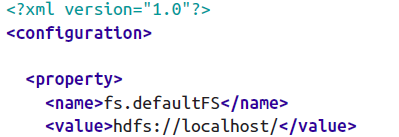 <?xml version="1.0"?>
<configuration>
<property>
<name>fs.defaultFS</name>
<value>hdfs://localhost/</value>